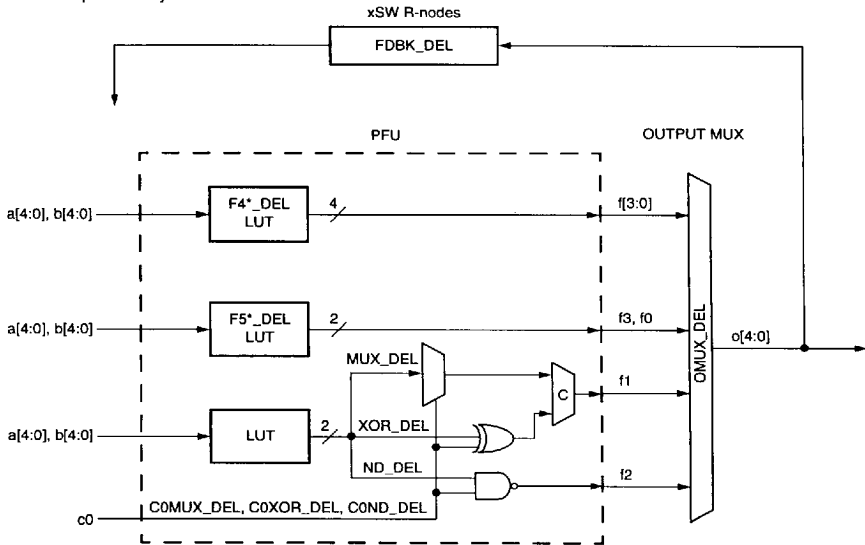 xSW R-nodes
FDBK_DEL
PFU
OUTPUT MUX
a[4:0], b[4:0]
F4*_DEL
LUT
4
f[3:0]
a[4:0], b[4:0]
F5*_DEL
LUT
2
f3, f0
OMUX_DEL
o[4:0]
MUX_DEL
C
f1
a[4:0], b[4:0]
LUT
2
XOR_DEL
ND_DEL
f2
c0
C0MUX_DEL, C0XOR_DEL, C0ND_DEL